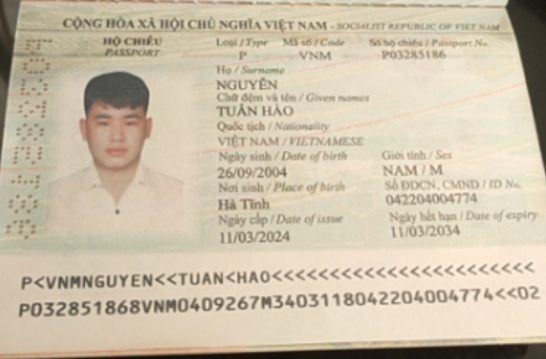 CỘNG HÒA XÃ HỘI CHỦ NGHĨA VIỆT NAM - SOCIALIST REPUBLIC OF VIET NAM
HỘ CHIẾU Loại / Type Mã số / Code Số hộ chiếu / Passport No.
PASSPORT P VNM P03285186
Họ / Surname
NGUYỄN
Chữ đệm và tên / Given names
TUẤN HÀO
Quốc tịch / Nationality
VIỆT NAM / VIETNAMESE
Ngày sinh / Date of birth Giới tính / Sex
26/09/2004 NAM / M
Nơi sinh / Place of birth Số ĐDCN, CMND / ID No.
Hà Tĩnh 042204004774
Ngày cấp / Date of issue Ngày hết hạn / Date of expiry
11/03/2024 11/03/2034
P<VNMNGUYEN<<TUAN<HAO<<<<<<<<<<<<<<<<<<<<<<<
P032851868VNM0409267M3403118042204004774<<02